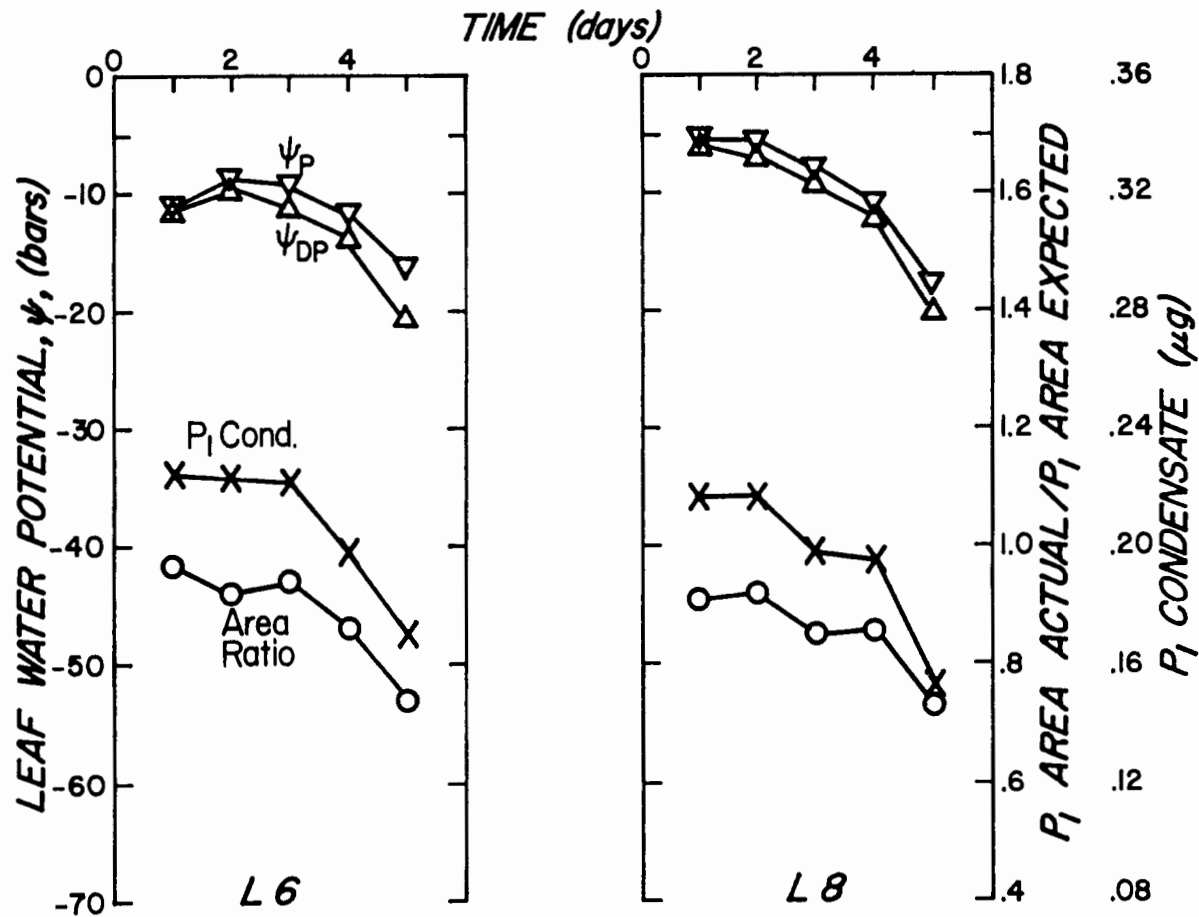 TIME (days)
0 2 4
0 2 4
LEAF WATER POTENTIAL, ψ, (bars)
0
-10
-20
-30
-40
-50
-60
-70
ψP
ψDP
P1 Cond.
Area
Ratio
L6
L8
1.8
1.6
1.4
1.2
1.0
.8
.6
.4
P1 AREA ACTUAL/P1 AREA EXPECTED
.36
.32
.28
.24
.20
.16
.12
.08
P1 CONDENSATE (μg)